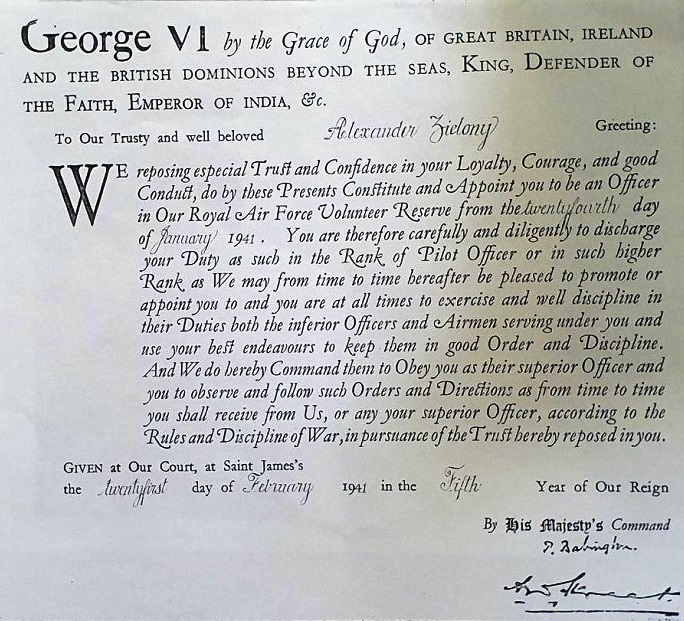 George VI by the Grace of God, OF GREAT BRITAIN, IRELAND
AND THE BRITISH DOMINIONS BEYOND THE SEAS, KING, DEFENDER OF
THE FAITH, EMPEROR OF INDIA, &c.
To Our Trusty and well beloved Alexander Zielony Greeting:
WE reposing especial Trust and Confidence in your Loyalty, Courage, and good
Conduct, do by these Presents Constitute and Appoint you to be an Officer
in Our Royal Air Force Volunteer Reserve from the twentyfourth day
of January 1941. You are therefore carefully and diligently to discharge
your Duty as such in the Rank of Pilot Officer or in such higher
Rank as We may from time to time hereafter be pleased to promote or
appoint you to and you are at all times to exercise and well discipline in
their Duties both the inferior Officers and Airmen serving under you and
use your best endeavours to keep them in good Order and Discipline.
And We do hereby Command them to Obey you as their superior Officer and
you to observe and follow such Orders and Directions as from time to time
you shall receive from Us, or any your superior Officer, according to the
Rules and Discipline of War, in pursuance of the Trust hereby reposed in you.
GIVEN at Our Court, at Saint James's
the twentyfirst day of February 1941 in the Fifth Year of Our Reign
By His Majesty's Command
P. Babington.